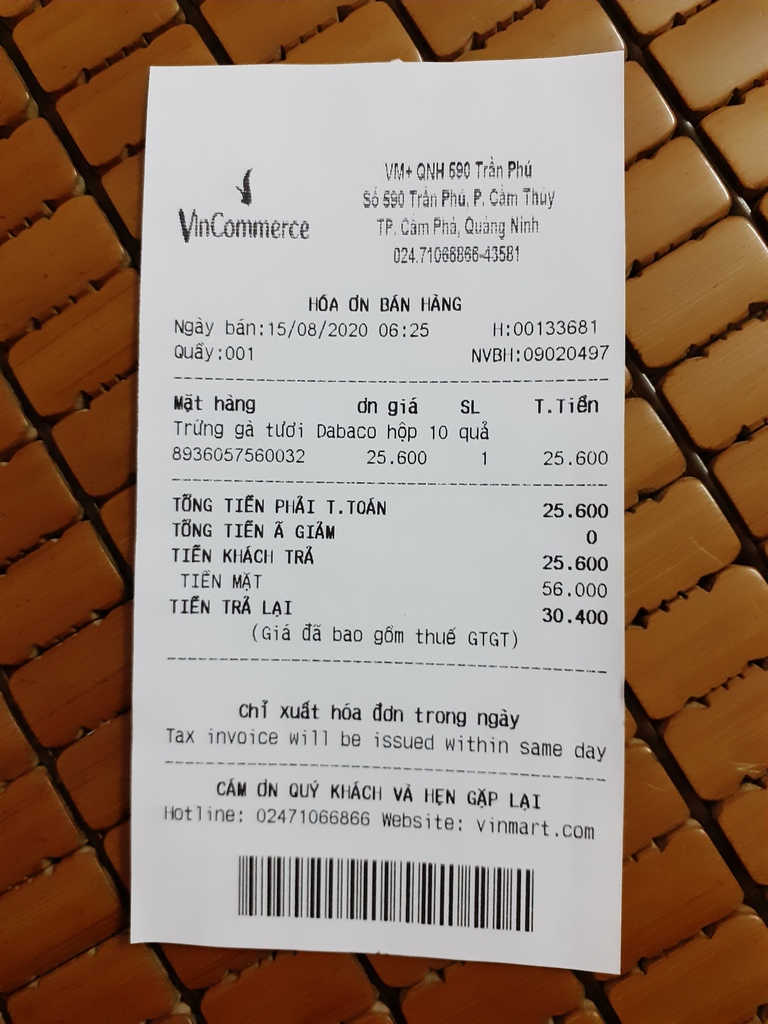 VinCommerce
VM+ QNH 590 Trần Phú
Số 590 Trần Phú, P. Cẩm Thủy
TP. Cẩm Phả, Quảng Ninh
024.71066866-43581
HÓA ƠN BÁN HÀNG
Ngày bán:15/08/2020 06:25 H:00133681
Quầy:001 NVBH:09020497
Mặt hàng ơn giá SL T.Tiền
Trứng gà tươi Dabaco hộp 10 quả
8936057560032 25.600 1 25.600
TỔNG TIỀN PHẢI T.TOÁN 25.600
TỔNG TIỀN Ã GIẢM 0
TIỀN KHÁCH TRẢ 25.600
TIỀN MẶT 56.000
TIỀN TRẢ LẠI 30.400
(Giá đã bao gồm thuế GTGT)
Chỉ xuất hóa đơn trong ngày
Tax invoice will be issued within same day
CÁM ƠN QUÝ KHÁCH VÀ HẸN GẶP LẠI
Hotline: 02471066866 Website: vinmart.com